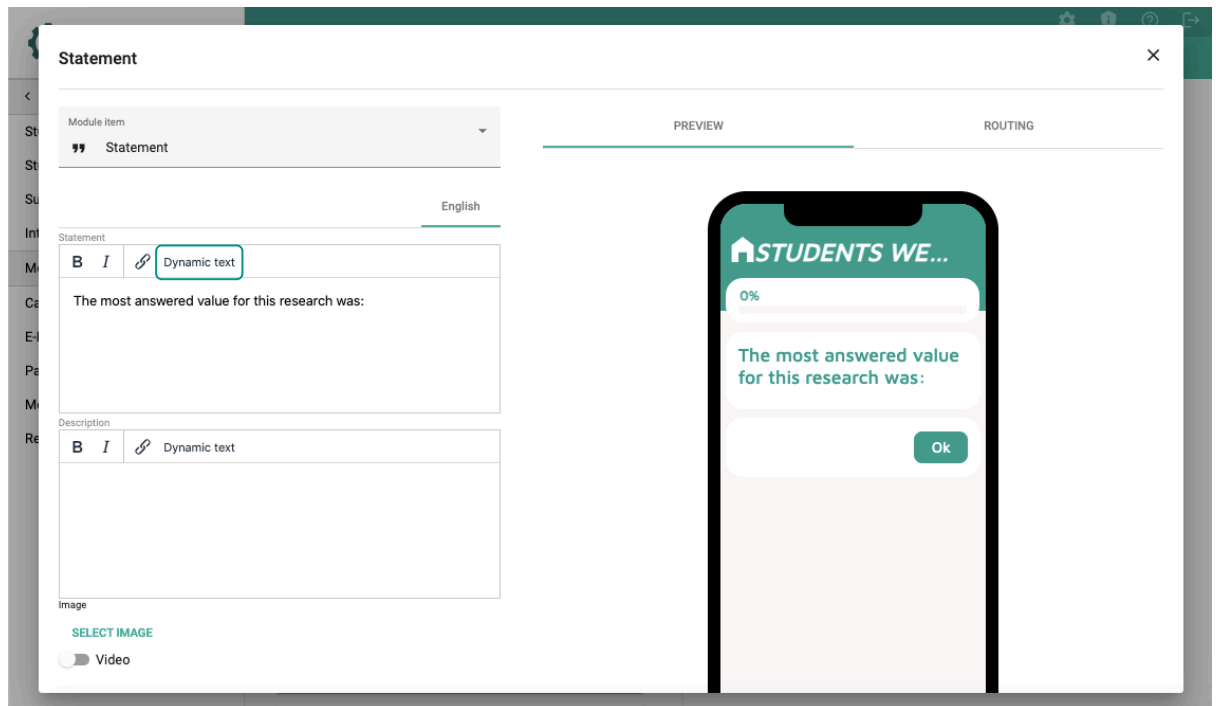 Statement
Module item
Statement
PREVIEW
ROUTING
English
Statement
B I Dynamic text
The most answered value for this research was:
Description
B I Dynamic text
Image
SELECT IMAGE
Video
STUDENTS WE...
0%
The most answered value
for this research was:
Ok